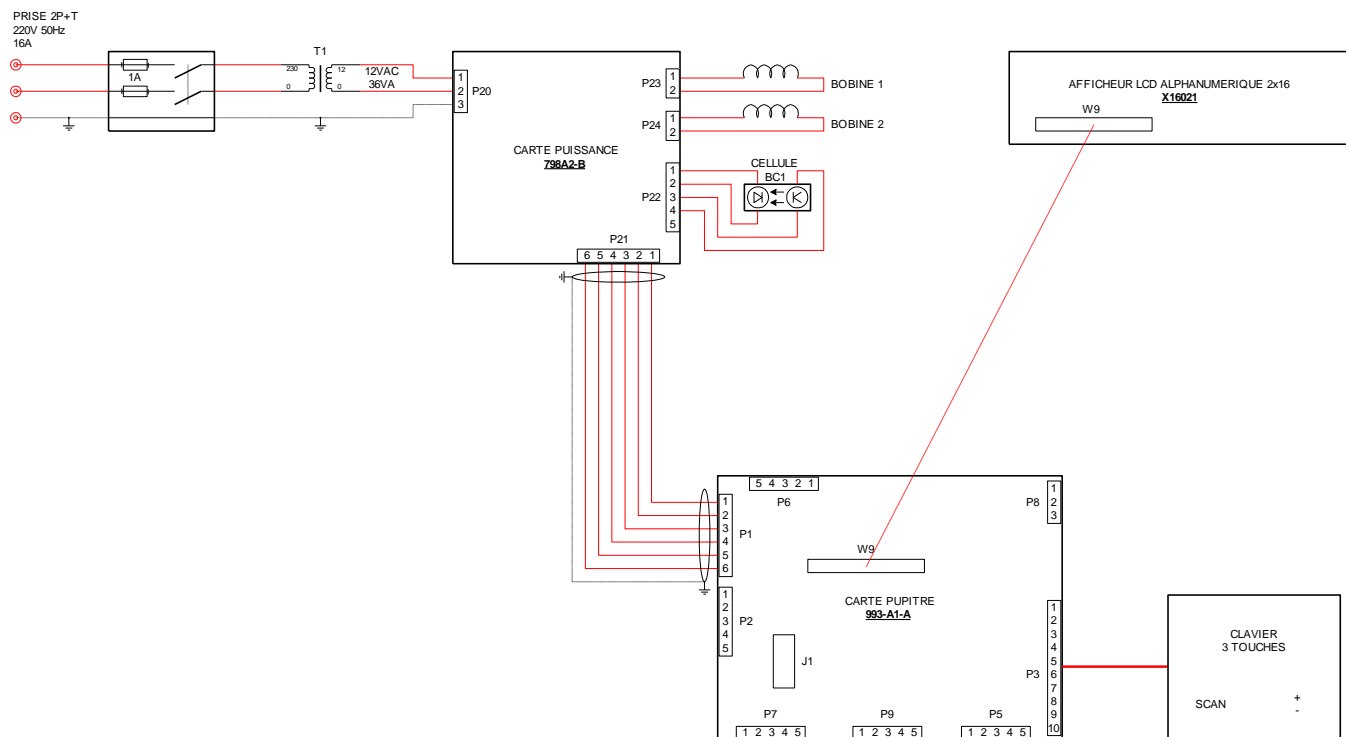 PRISE 2P+T
220V 50Hz
16A
1A
T1
230
0
12
0
12VAC
36VA
1
2
3
P20
CARTE PUISSANCE
798A2-B
P23
1
2
BOBINE 1
P24
1
2
BOBINE 2
P22
1
2
3
4
5
CELLULE
BC1
P21
6 5 4 3 2 1
AFFICHEUR LCD ALPHANUMERIQUE 2x16
X16021
W9
5 4 3 2 1
P6
P8
1
2
3
1
2
3
4
5
6
P1
W9
CARTE PUPITRE
993-A1-A
1
2
3
4
5
P2
J1
P3
1
2
3
4
5
6
7
8
9
10
P7
1 2 3 4 5
P9
1 2 3 4 5
P5
1 2 3 4 5
CLAVIER
3 TOUCHES
SCAN
+
-